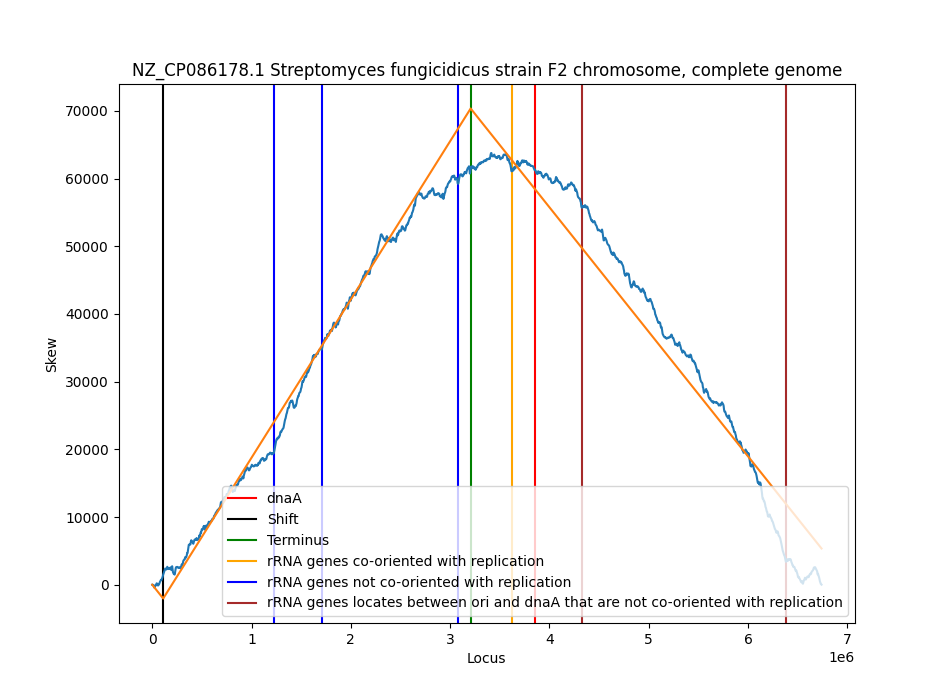 NZ_CP086178.1 Streptomyces fungicidicus strain F2 chromosome, complete genome
70000
60000
50000
40000
30000
20000
10000
0
Skew
dnaA
Shift
Terminus
rRNA genes co-oriented with replication
rRNA genes not co-oriented with replication
rRNA genes locates between ori and dnaA that are not co-oriented with replication
0 1 2 3 4 5 6 7
1e6
Locus